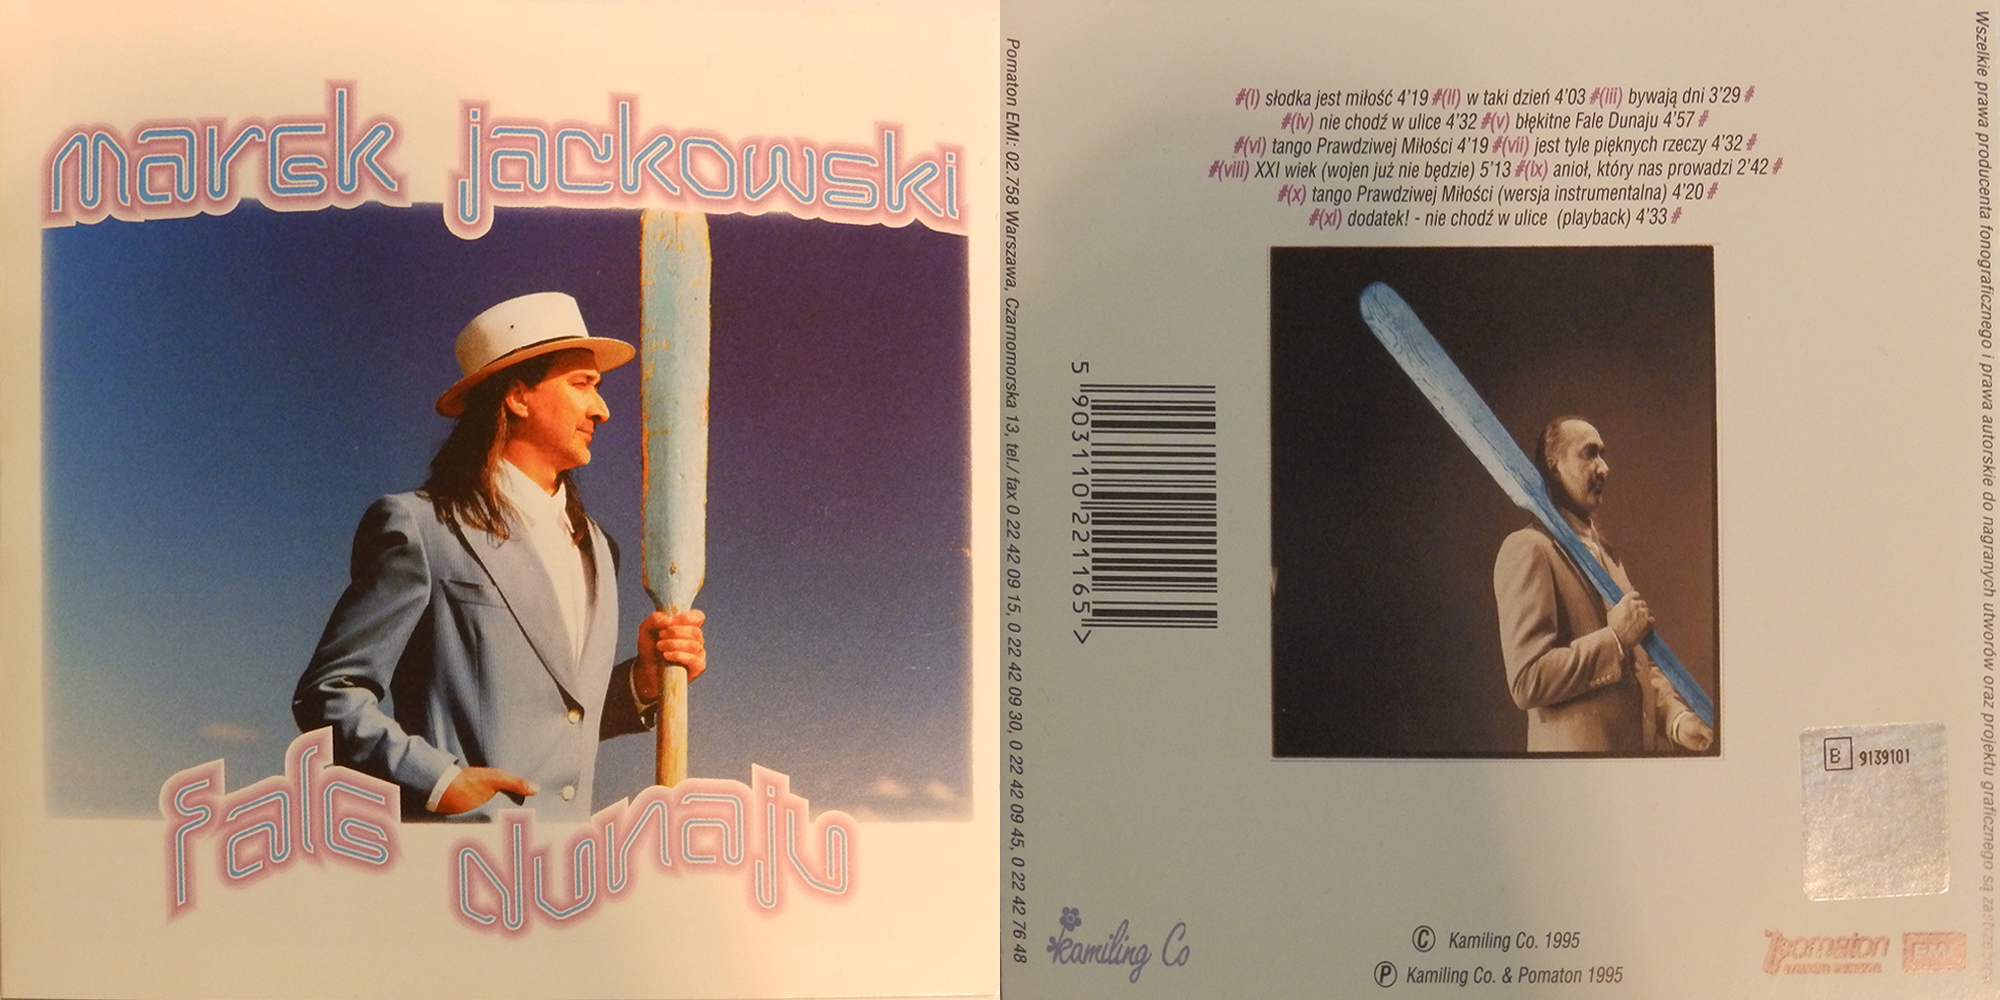 marek jackowski
fale dunaju
Pomaton EMI: 02.758 Warszawa, Czarnomorska 13, tel./ fax 0 22 42 09 15, 0 22 42 09 30, 0 22 42 09 45, 0 22 42 76 48
#(i) słodka jest miłość 4'19 #(ii) w taki dzień 4'03 #(iii) bywają dni 3'29 #
#(iv) nie chodź w ulice 4'32 #(v) błękitne Fale Dunaju 4'57 #
#(vi) tango Prawdziwej Miłości 4'19 #(vii) jest tyle pięknych rzeczy 4'32 #
#(viii) XXI wiek (wojen już nie będzie) 5'13 #(ix) anioł, który nas prowadzi 2'42 #
#(x) tango Prawdziwej Miłości (wersja instrumentalna) 4'20 #
#(xi) dodatek! - nie chodź w ulice (playback) 4'33 #
5 903110 221165 >
B 9139101
kamiling Co
© Kamiling Co. 1995
℗ Kamiling Co. & Pomaton 1995
pomaton
EMI
Wszelkie prawa producenta fonograficznego i prawa autorskie do nagranych utworów oraz projektu graficznego są zastrzeżone